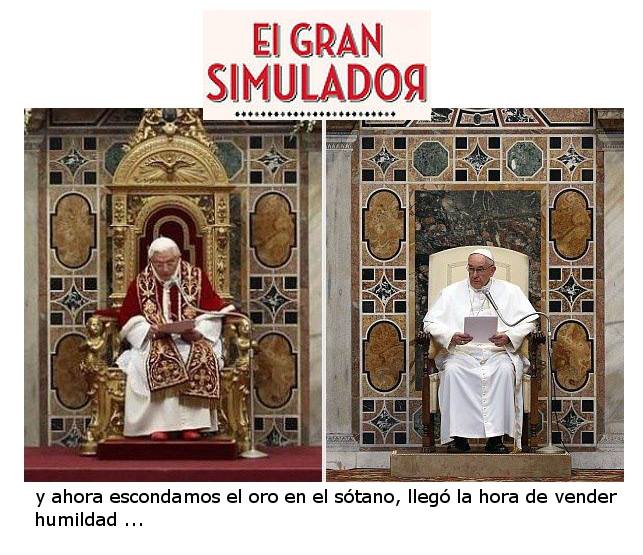 El GRAN
SIMULADOR
y ahora escondamos el oro en el sótano, llegó la hora de vender
humildad ...